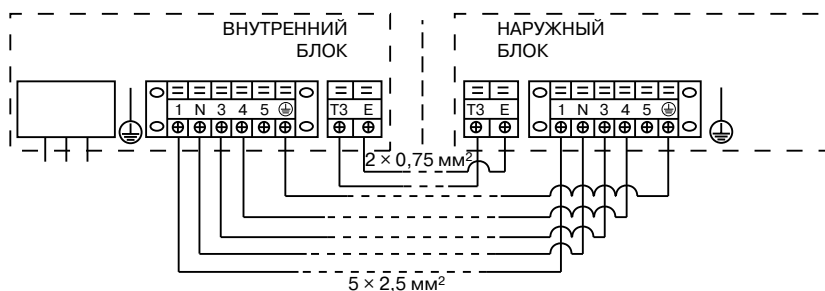 ВНУТРЕННИЙ
БЛОК
НАРУЖНЫЙ
БЛОК
1 N 3 4 5
T3 E
T3 E
1 N 3 4 5
2 × 0,75 мм²
5 × 2,5 мм²